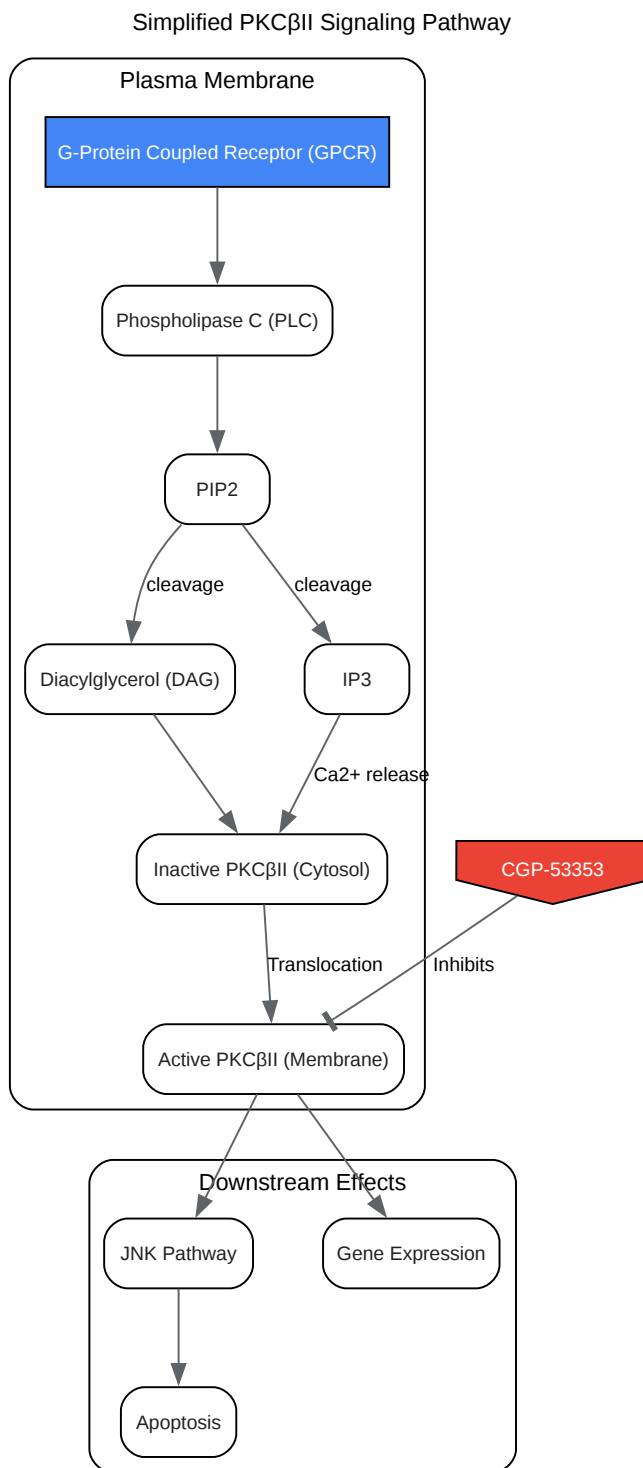 Simplified PKCβII Signaling Pathway
Plasma Membrane
G-Protein Coupled Receptor (GPCR)
Phospholipase C (PLC)
PIP2
cleavage
cleavage
Diacylglycerol (DAG)
IP3
Ca2+ release
Inactive PKCβII (Cytosol)
CGP-53353
Translocation
Inhibits
Active PKCβII (Membrane)
Downstream Effects
JNK Pathway
Gene Expression
Apoptosis